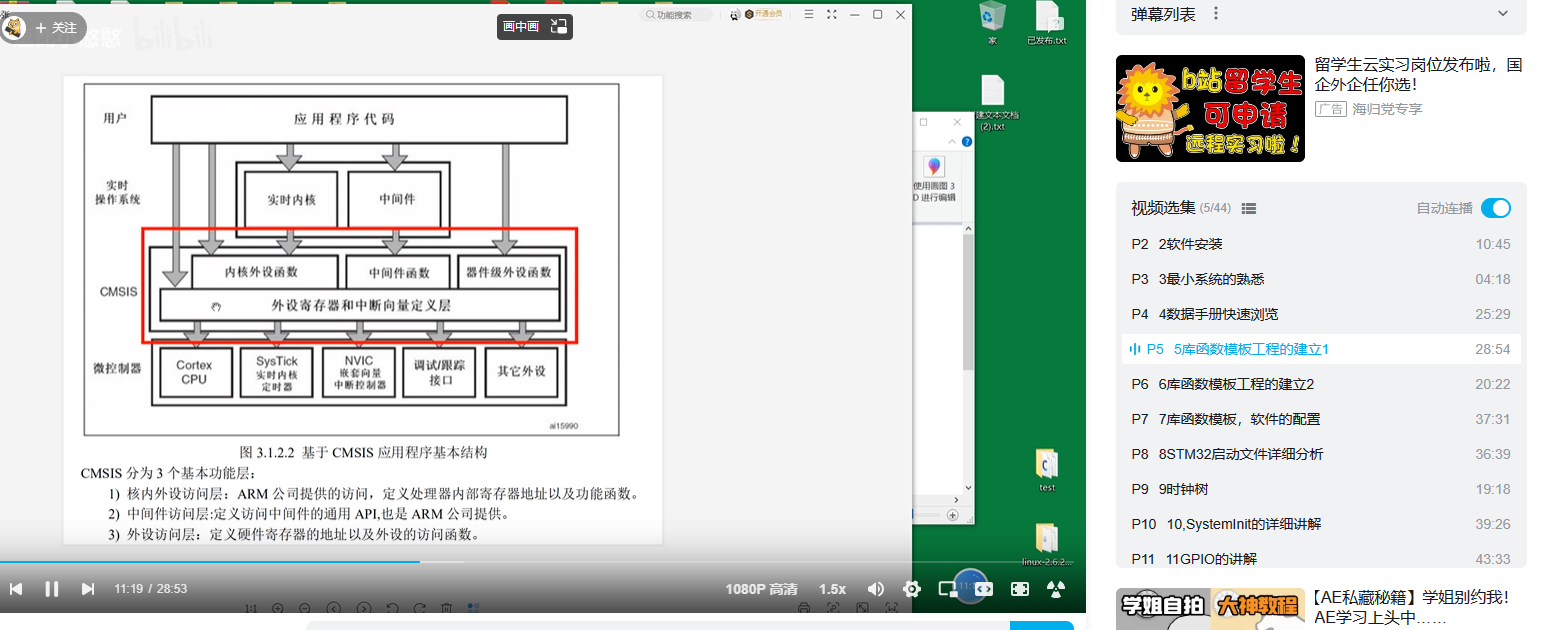 + 关注
bilibili
画中画
功能搜索
开通会员
家
已发布.txt
建文本文档
(2).txt
使用画图 3
D 进行编辑
用户
应用程序代码
实时
操作系统
实时内核
中间件
CMSIS
内核外设函数
中间件函数
器件级外设函数
外设寄存器和中断向量定义层
微控制器
Cortex
CPU
SysTick
实时内核
定时器
NVIC
嵌套向量
中断控制器
调试/跟踪
接口
其它外设
ai15990
图 3.1.2.2 基于 CMSIS 应用程序基本结构
CMSIS 分为 3 个基本功能层:
1) 核内外设访问层:ARM 公司提供的访问,定义处理器内部寄存器地址以及功能函数。
2) 中间件访问层:定义访问中间件的通用 API,也是 ARM 公司提供。
3) 外设访问层:定义硬件寄存器的地址以及外设的访问函数。
test
linux-2.6.2...
11:19 / 28:53
1080P 高清
1.5x
1:1
弹幕列表
b站留学生
可申请
远程实习啦!
留学生云实习岗位发布啦,国
企外企任你选!
广告 海归党专享
视频选集 (5/44)
自动连播
P2 2软件安装 10:45
P3 3最小系统的熟悉 04:18
P4 4数据手册快速浏览 25:29
P5 5库函数模板工程的建立1 28:54
P6 6库函数模板工程的建立2 20:22
P7 7库函数模板,软件的配置 37:31
P8 8STM32启动文件详细分析 36:39
P9 9时钟树 19:18
P10 10,SystemInit的详细讲解 39:26
P11 11GPIO的讲解 43:33
学姐自拍 大神教程
【AE私藏秘籍】学姐别约我!
AE学习上头中……